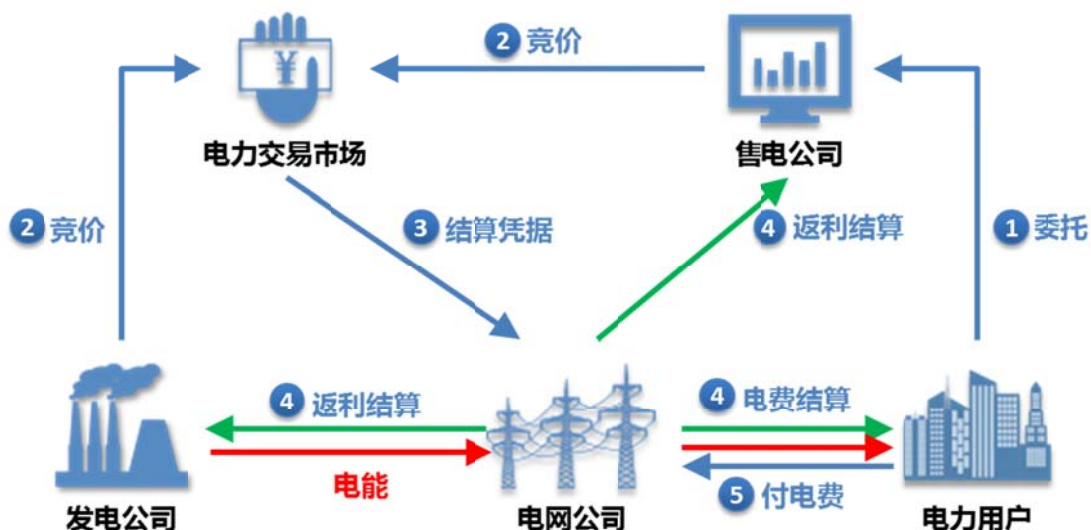 ② 竞价
¥
电力交易市场
售电公司
② 竞价
③ 结算凭据
④ 返利结算
① 委托
④ 返利结算
④ 电费结算
电能
⑤ 付电费
发电公司
电网公司
电力用户